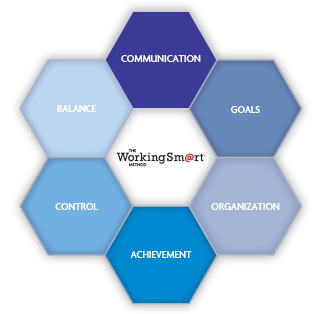 COMMUNICATION
BALANCE
GOALS
THE
WorkingSm@rt®
METHOD
CONTROL
ORGANIZATION
ACHIEVEMENT